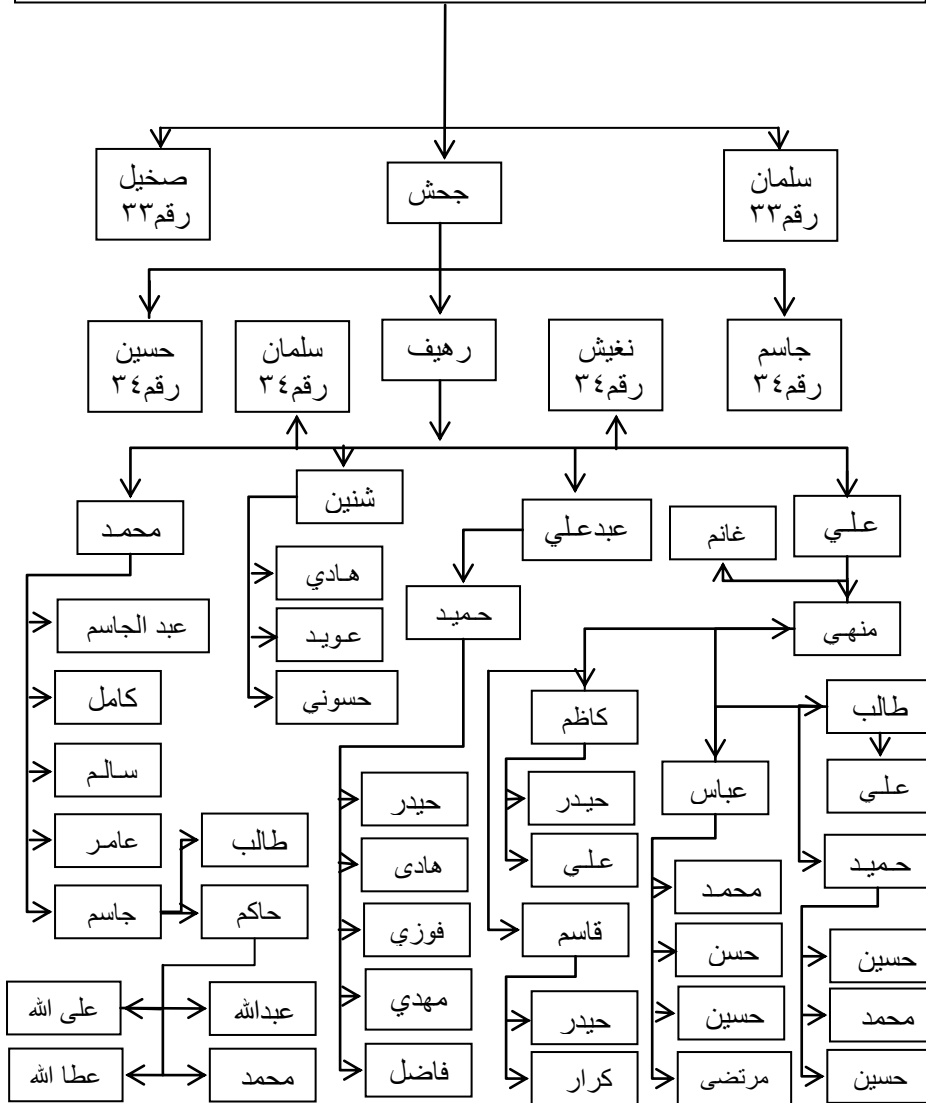 سلمان
رقم٣٣
جحش
صخيل
رقم٣٣
جاسم
رقم٣٤
نغيش
رقم٣٤
رهيف
سلمان
رقم٣٤
حسين
رقم٣٤
علي
غانم
عبدعلي
شنين
محمد
منهي
حميد
هادي
عويد
حسوني
عبد الجاسم
كامل
سالم
عامر
جاسم
طالب
حاكم
عبدالله
على الله
محمد
عطا الله
حيدر
هادى
فوزي
مهدي
فاضل
كاظم
حيدر
علي
قاسم
حيدر
كرار
عباس
محمد
حسن
حسين
مرتضى
طالب
علي
حميد
حسين
محمد
حسين